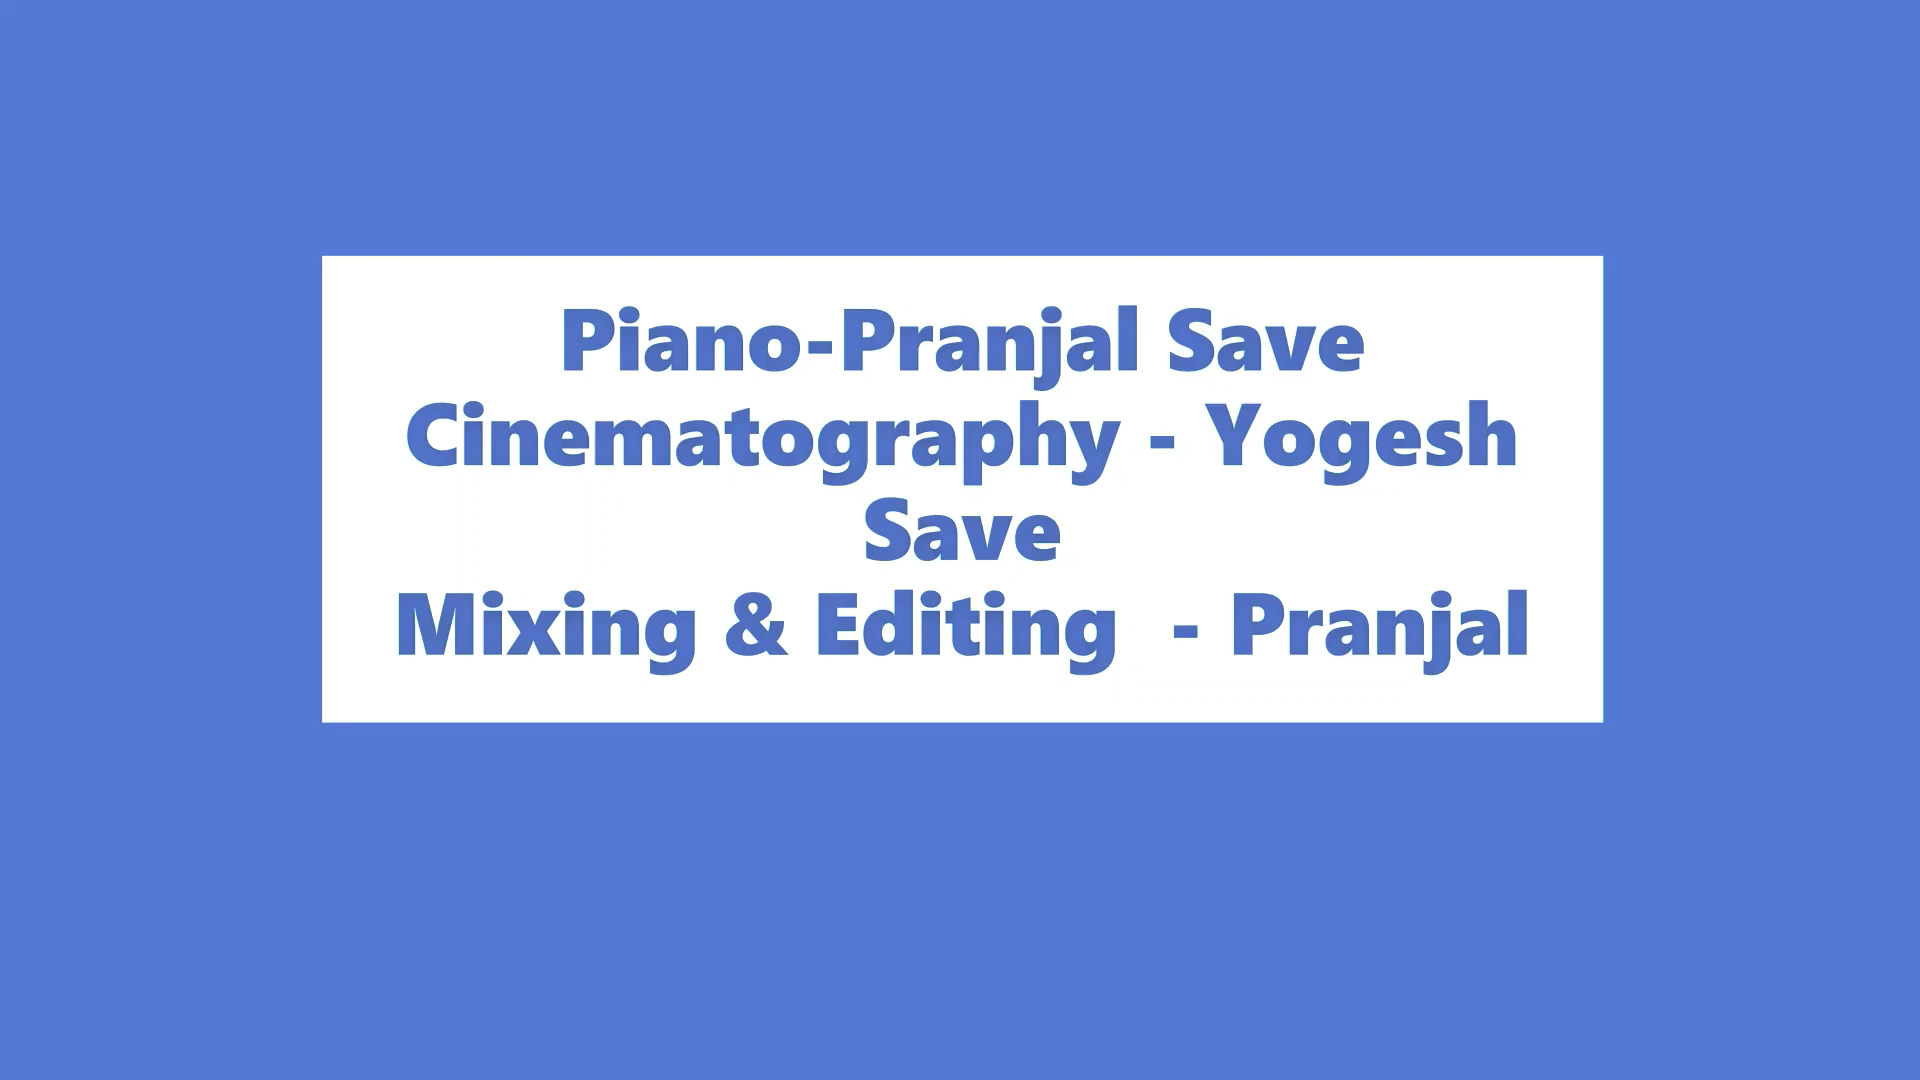 Piano-Pranjal Save
Cinematography - Yogesh
Save
Mixing & Editing  - Pranjal